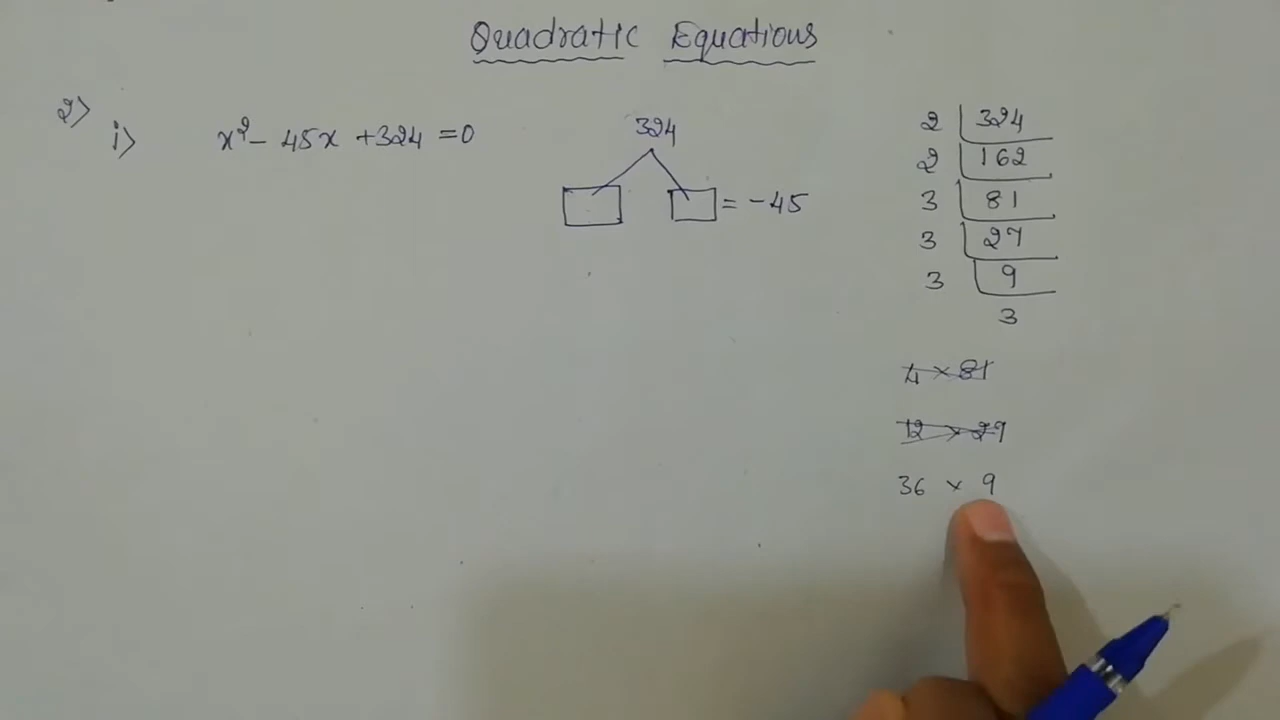 Quadratic Equations
2)
i) x² - 45x + 324 = 0
324
= -45
2 324
2 162
3 81
3 27
3 9
3
4 × 81
12 × 27
36 × 9